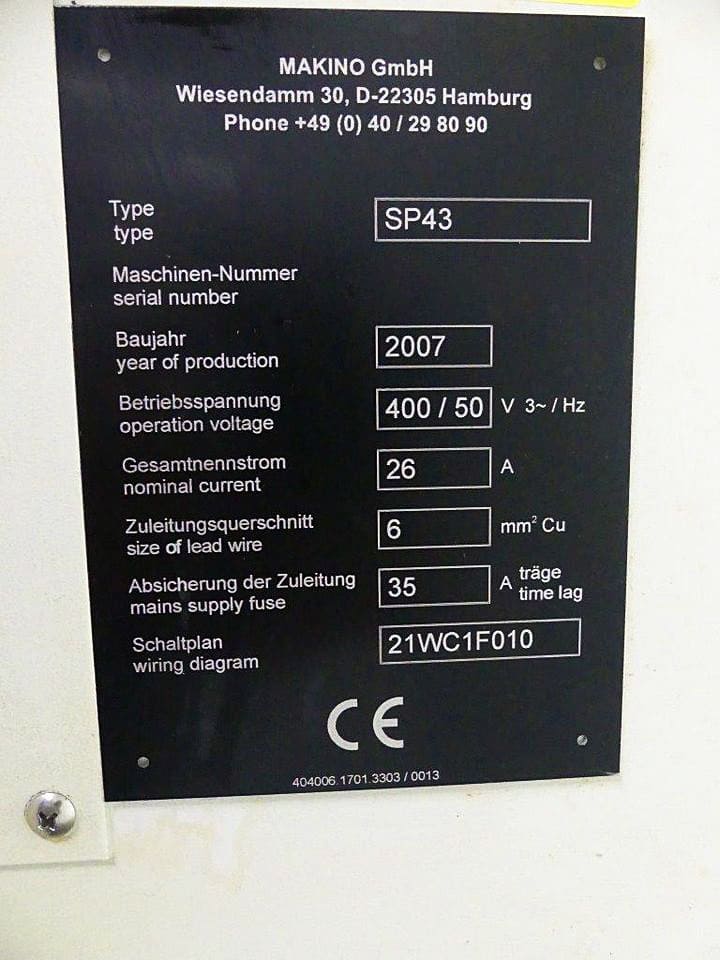 MAKINO GmbH
Wiesendamm 30, D-22305 Hamburg
Phone +49 (0) 40 / 29 80 90
Type
type
SP43
Maschinen-Nummer
serial number
Baujahr
year of production
2007
Betriebsspannung
operation voltage
400 / 50 V 3~ / Hz
Gesamtnennstrom
nominal current
26 A
Zuleitungsquerschnitt
size of lead wire
6 mm² Cu
Absicherung der Zuleitung
mains supply fuse
35 A träge
time lag
Schaltplan
wiring diagram
21WC1F010
CE
404006.1701.3303 / 0013